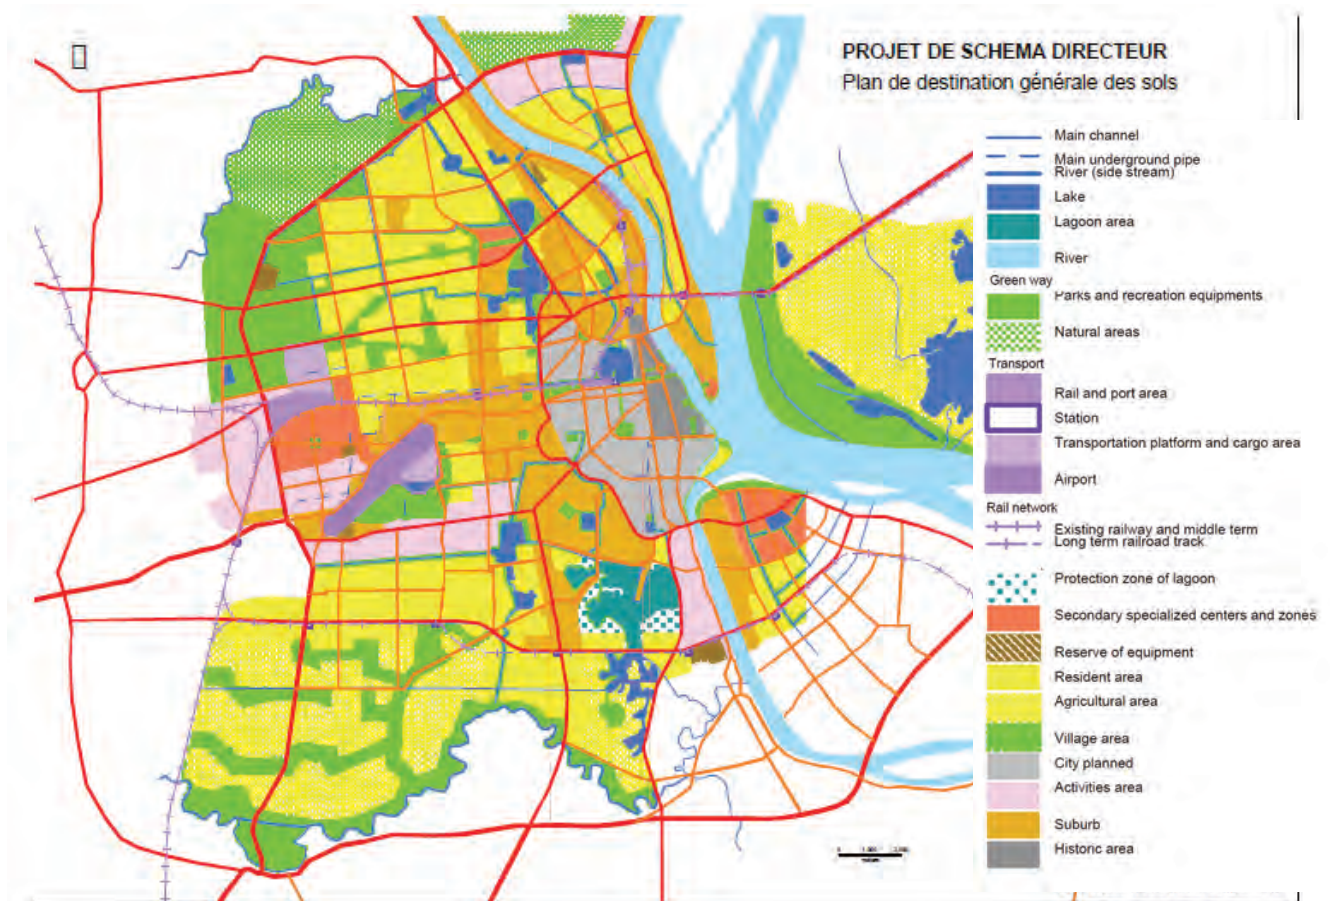 PROJET DE SCHEMA DIRECTEUR
Plan de destination générale des sols
Main channel
Main underground pipe
River (side stream)
Lake
Lagoon area
River
Green way
Parks and recreation equipments
Natural areas
Transport
Rail and port area
Station
Transportation platform and cargo area
Airport
Rail network
Existing railway and middle term
Long term railroad track
Protection zone of lagoon
Secondary specialized centers and zones
Reserve of equipment
Resident area
Agricultural area
Village area
City planned
Activities area
Suburb
Historic area
0